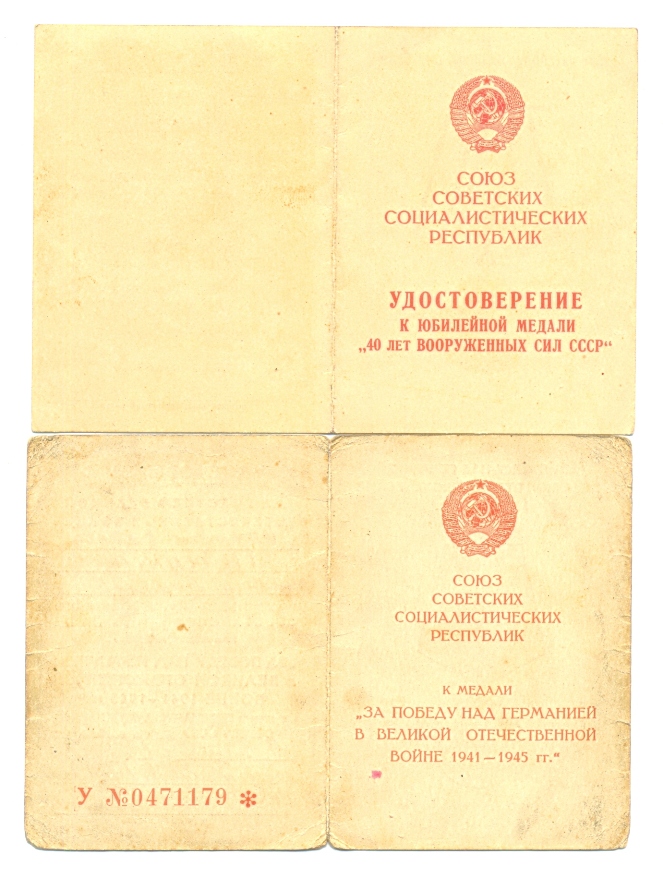 СОЮЗ
СОВЕТСКИХ
СОЦИАЛИСТИЧЕСКИХ
РЕСПУБЛИК
УДОСТОВЕРЕНИЕ
К ЮБИЛЕЙНОЙ МЕДАЛИ
„40 ЛЕТ ВООРУЖЕННЫХ СИЛ СССР“
СОЮЗ
СОВЕТСКИХ
СОЦИАЛИСТИЧЕСКИХ
РЕСПУБЛИК
К МЕДАЛИ
„ЗА ПОБЕДУ НАД ГЕРМАНИЕЙ
В ВЕЛИКОЙ ОТЕЧЕСТВЕННОЙ
ВОЙНЕ 1941—1945 гг.“
У №0471179 ✻